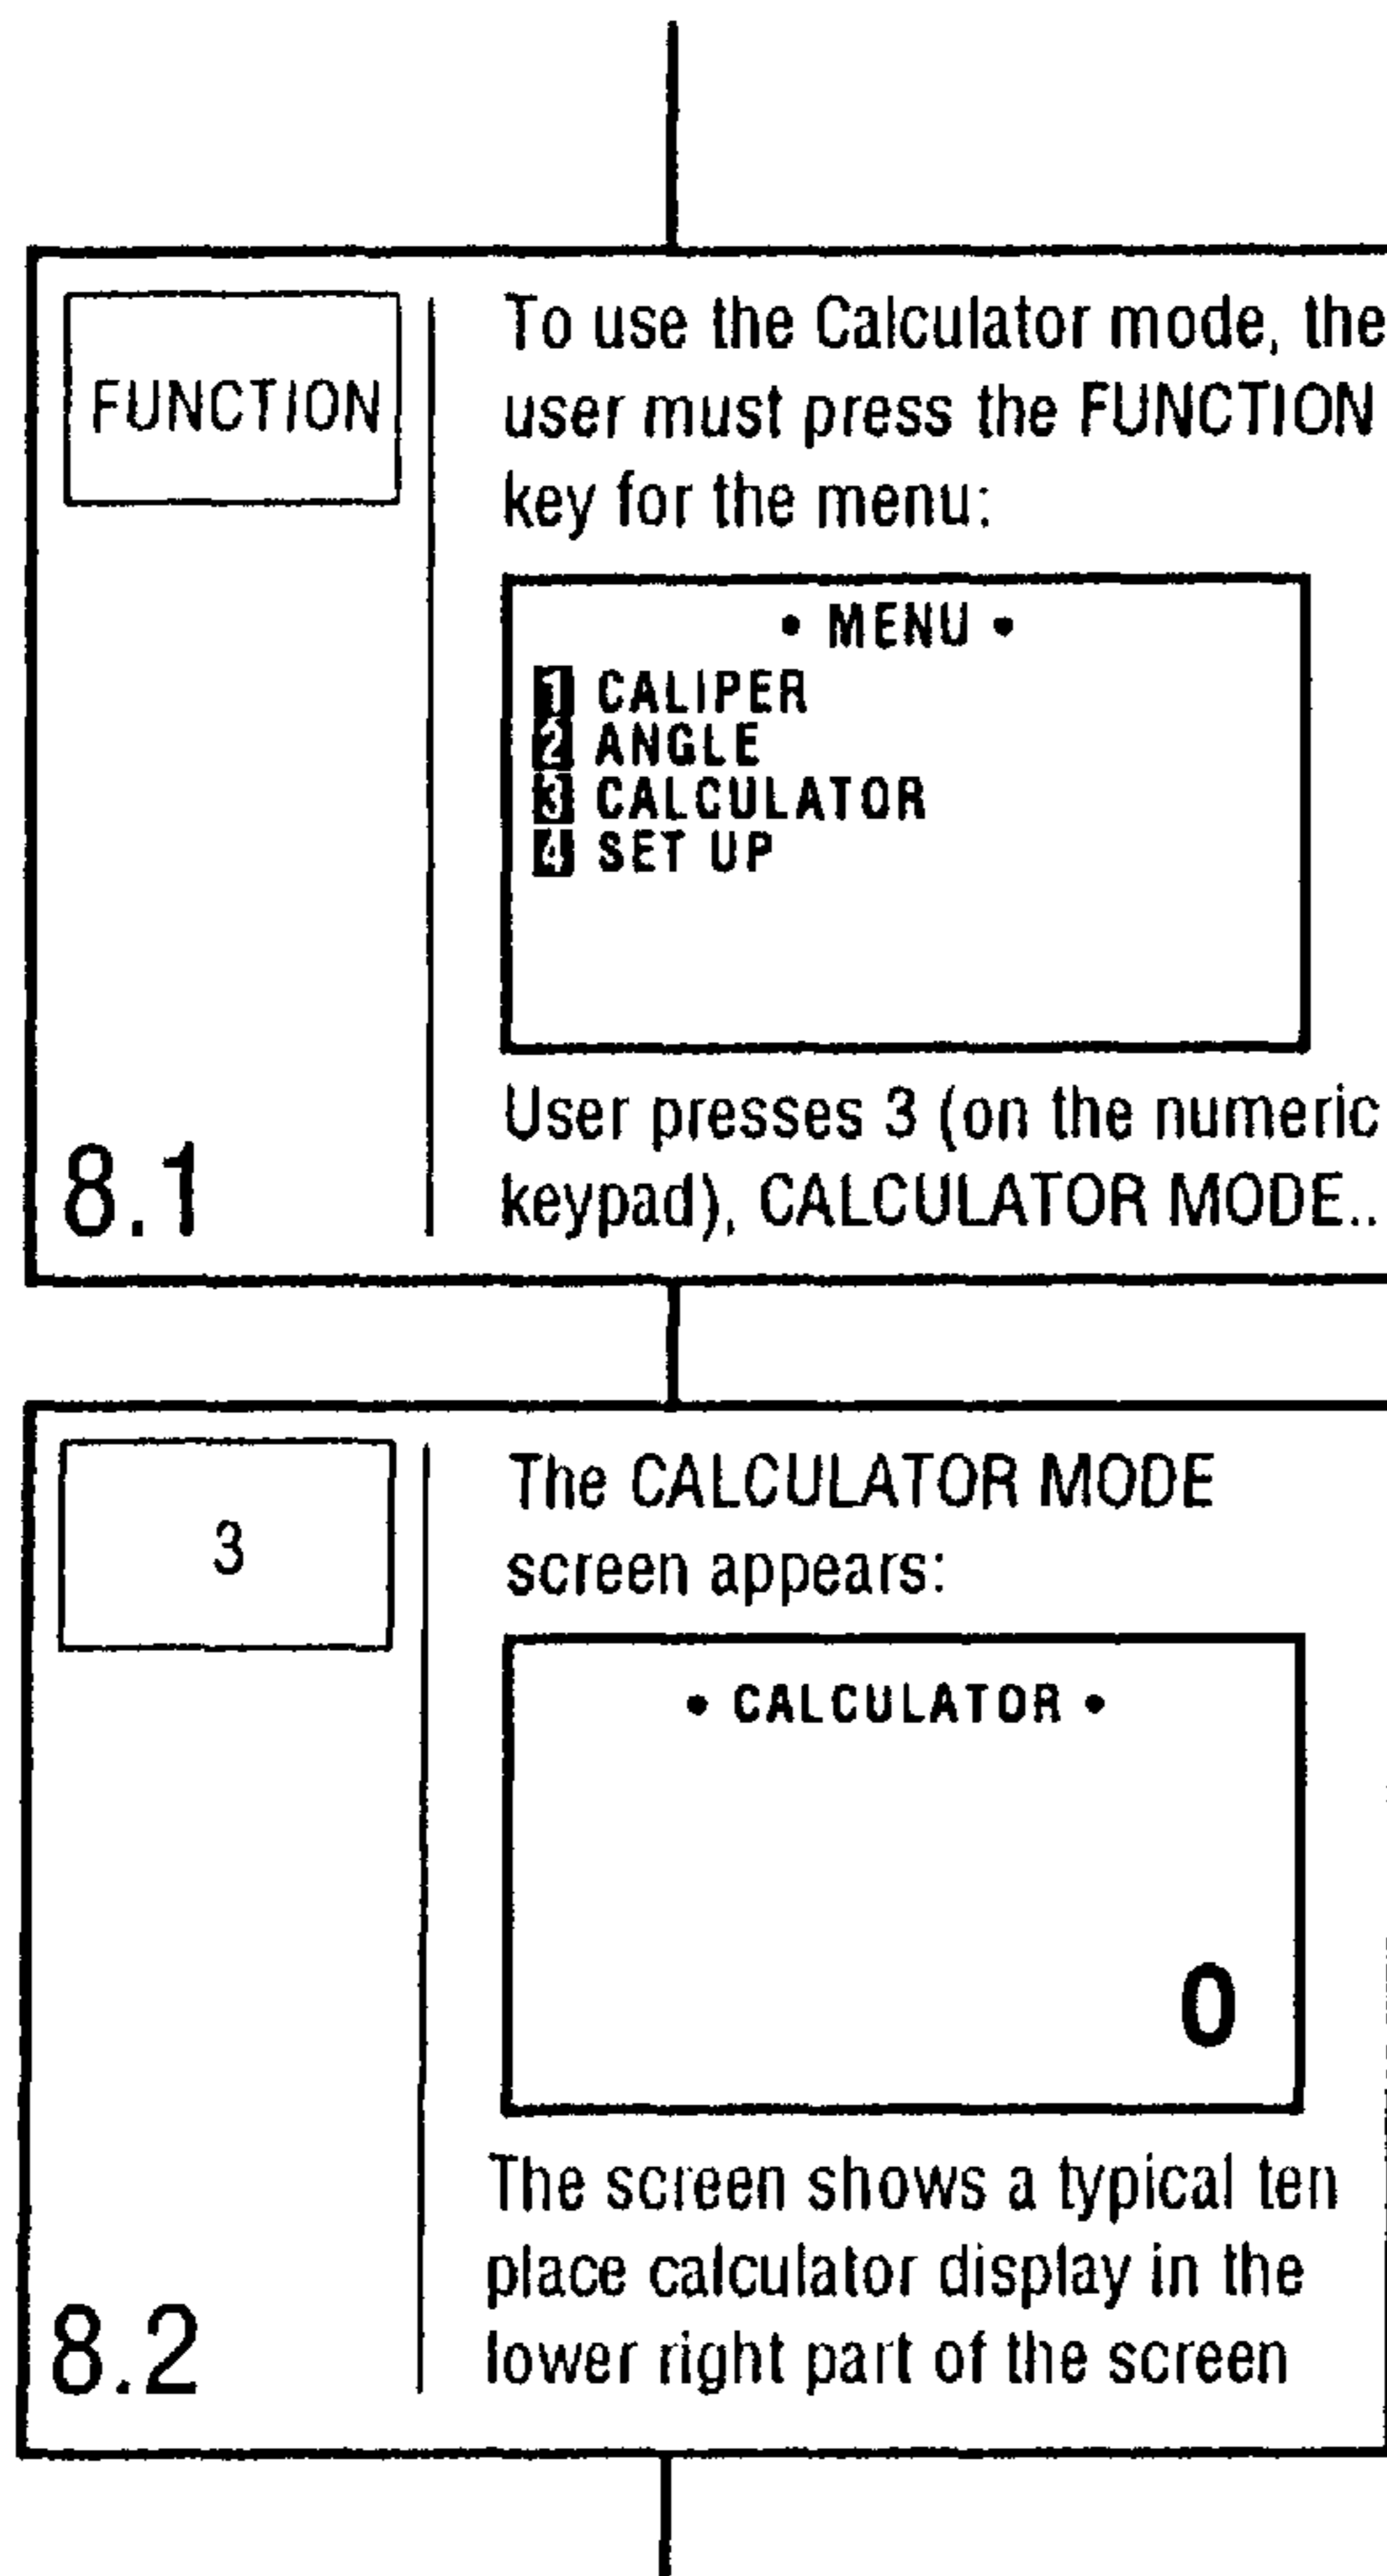 FUNCTION
To use the Calculator mode, the
user must press the FUNCTION
key for the menu:
• MENU •
1 CALIPER
2 ANGLE
3 CALCULATOR
4 SET UP
User presses 3 (on the numeric
keypad), CALCULATOR MODE..
8.1
3
The CALCULATOR MODE
screen appears:
• CALCULATOR •
0
The screen shows a typical ten
place calculator display in the
lower right part of the screen
8.2